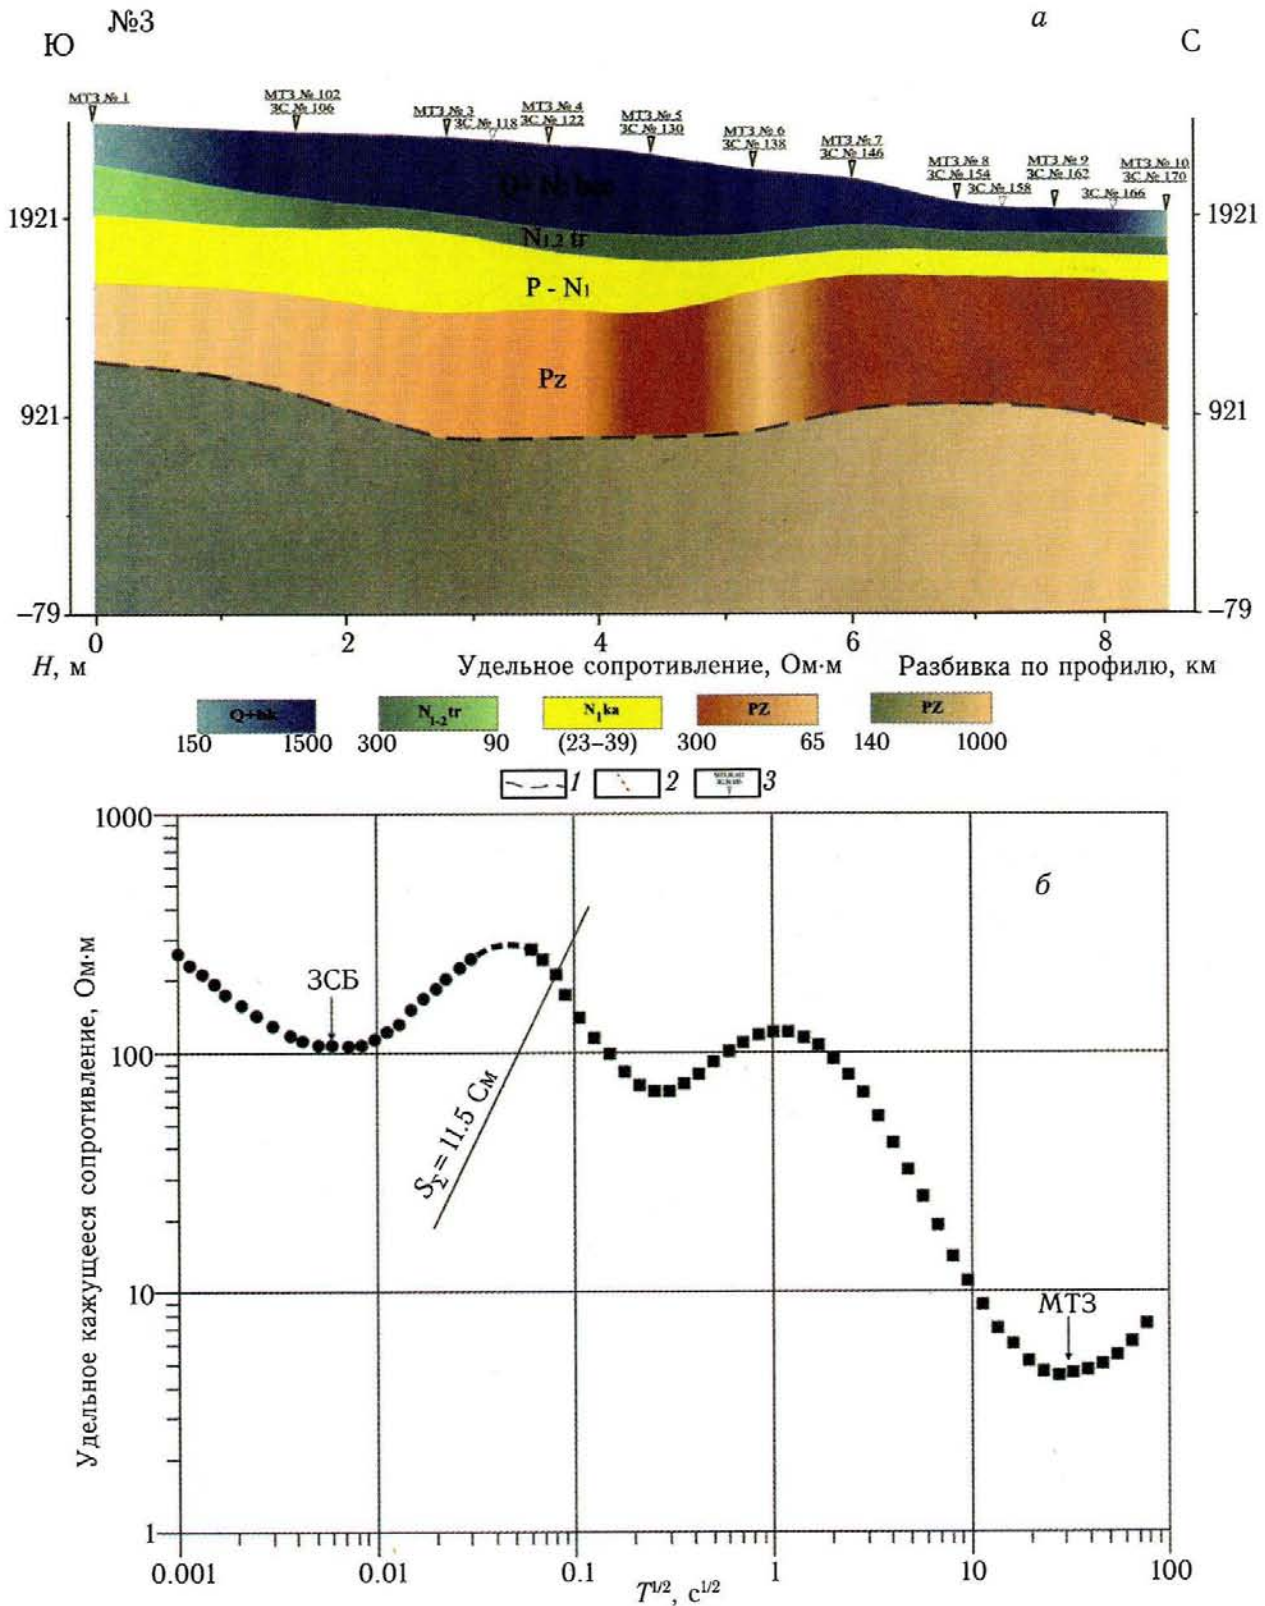 №3
а
Ю
С
МТЗ № 1
МТЗ № 102
ЗС № 106
МТЗ № 3
ЗС № 118
МТЗ № 4
ЗС № 122
МТЗ № 5
ЗС № 130
МТЗ № 6
ЗС № 138
МТЗ № 7
ЗС № 146
МТЗ № 8
ЗС № 154
ЗС № 158
МТЗ № 9
ЗС № 162
ЗС № 166
МТЗ № 10
ЗС № 170
1921
1921
N1.2 tr
P - N1
Pz
921
921
–79
–79
0 2 4 6 8
H, м
Удельное сопротивление, Ом·м
Разбивка по профилю, км
N1-2tr
N1ka
PZ
PZ
150 1500 300 90 (23–39) 300 65 140 1000
1 2 3
б
Удельное кажущееся сопротивление, Ом·м
1000
100
10
1
ЗСБ
SΣ = 11.5 См
МТЗ
0.001 0.01 0.1 1 10 100
T1/2, с1/2